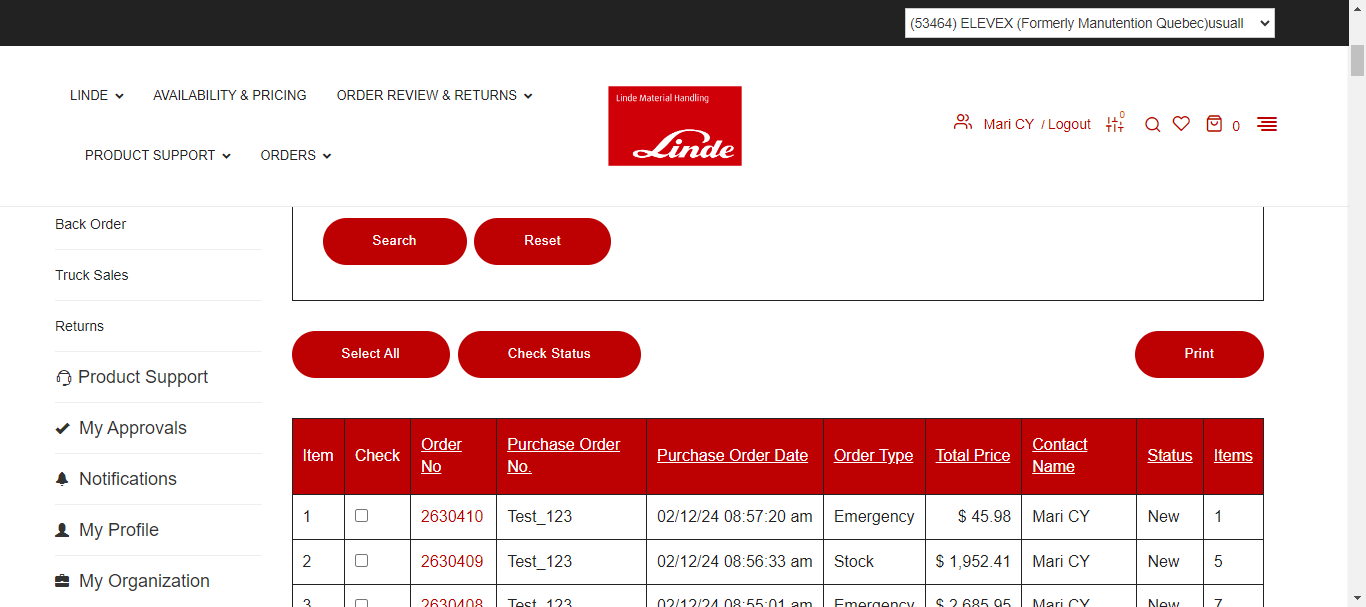 (53464) ELEVEX (Formerly Manutention Quebec)usuall
LINDE
AVAILABILITY & PRICING
ORDER REVIEW & RETURNS
PRODUCT SUPPORT
ORDERS
Linde Material Handling
Linde
Mari CY / Logout
0
0
Back Order
Truck Sales
Returns
Product Support
My Approvals
Notifications
My Profile
My Organization
Search
Reset
Select All
Check Status
Print
Item Check Order No Purchase Order No. Purchase Order Date Order Type Total Price Contact Name Status Items
1 2630410 Test_123 02/12/24 08:57:20 am Emergency $ 45.98 Mari CY New 1
2 2630409 Test_123 02/12/24 08:56:33 am Stock $ 1,952.41 Mari CY New 5
3 2630408 Test_123 02/12/24 08:55:01 am Emergency $ 2,685.95 Mari CY New 7